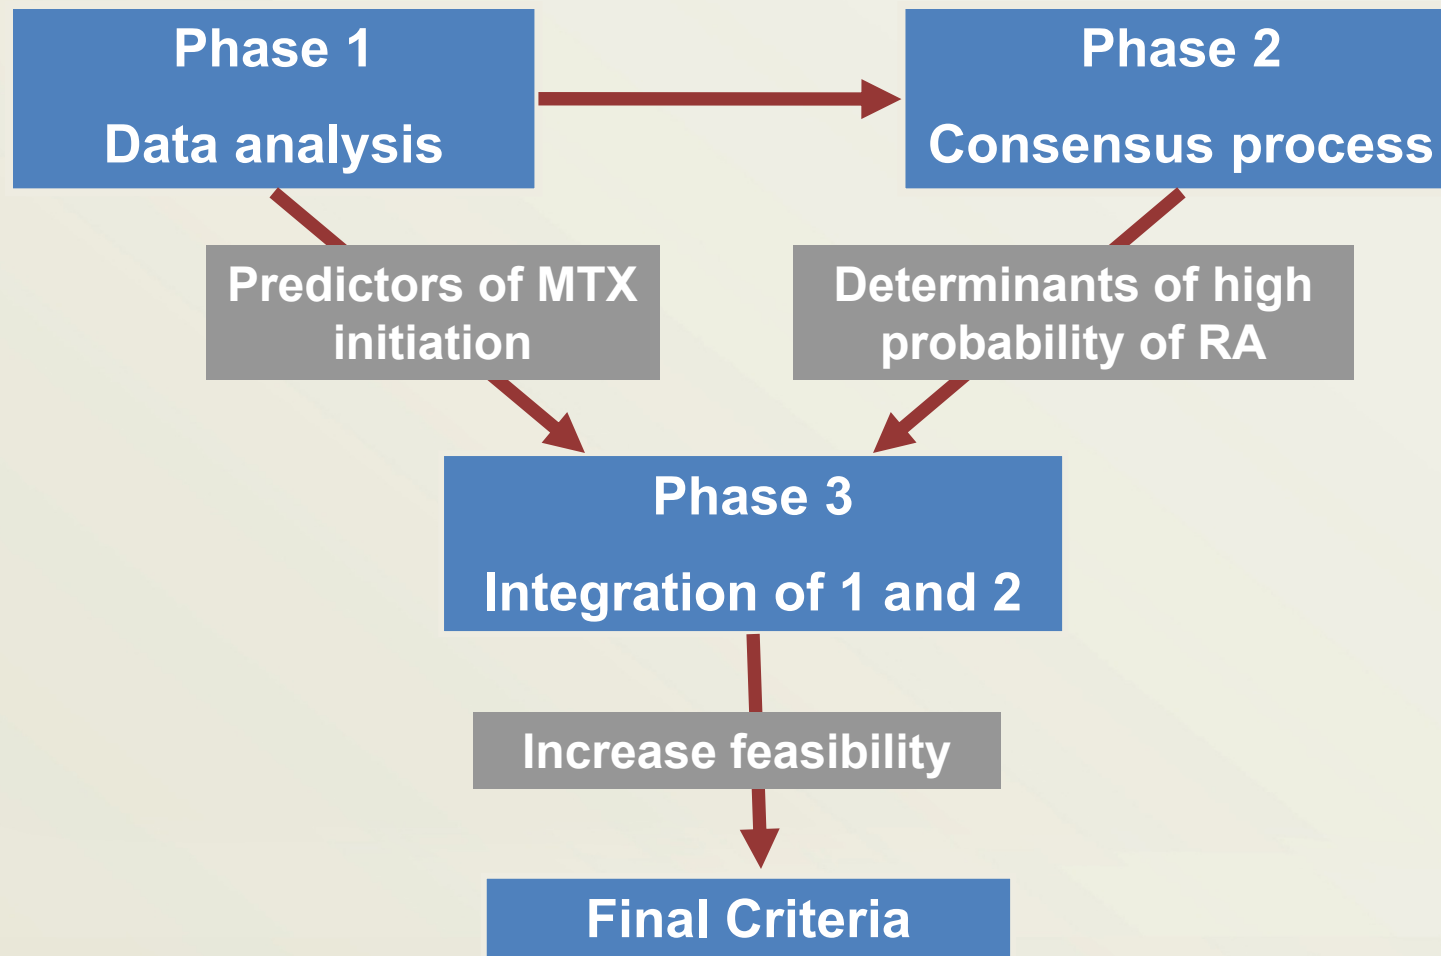 Phase 1
Data analysis
Phase 2
Consensus process
Predictors of MTX
initiation
Determinants of high
probability of RA
Phase 3
Integration of 1 and 2
Increase feasibility
Final Criteria